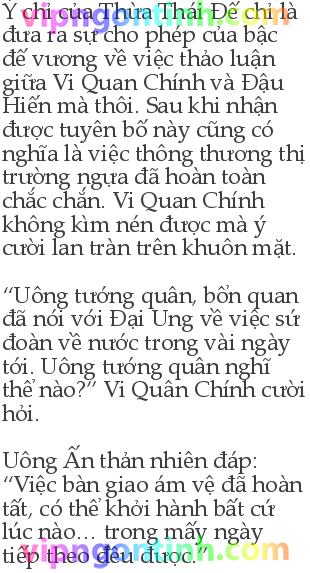 Ý chỉ của Thừa Thái Đế chỉ là
đưa ra sự cho phép của bậc
đế vương về việc thảo luận
giữa Vi Quan Chính và Đậu
Hiến mà thôi. Sau khi nhận
được tuyên bố này cũng có
nghĩa là việc thông thương thị
trường ngựa đã hoàn toàn
chắc chắn. Vi Quan Chính
không kìm nén được mà ý
cười lan tràn trên khuôn mặt.
“Uông tướng quân, bổn quan
đã nói với Đại Ung về việc sứ
đoàn về nước trong vài ngày
tới. Uông tướng quân nghĩ
thể nào?” Vi Quân Chính cười
hỏi.
Uông Ấn thản nhiên đáp:
“Việc bàn giao ám vệ đã hoàn
tất, có thể khởi hành bất cứ
lúc nào... trong mấy ngày
tiếp theo đều được.”
vipngontinh.com